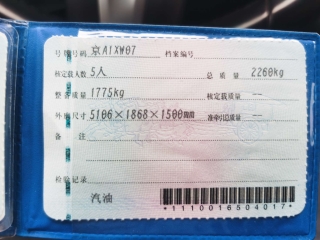 号牌号码 京A1XW07 档案编号
核定载人数 5人 总质量 2260kg
整备质量 1775kg 核定载质量 --
外廓尺寸 5106×1868×1500mm 准牵引总质量 --
备注
检验记录
汽油
*1110016504017*